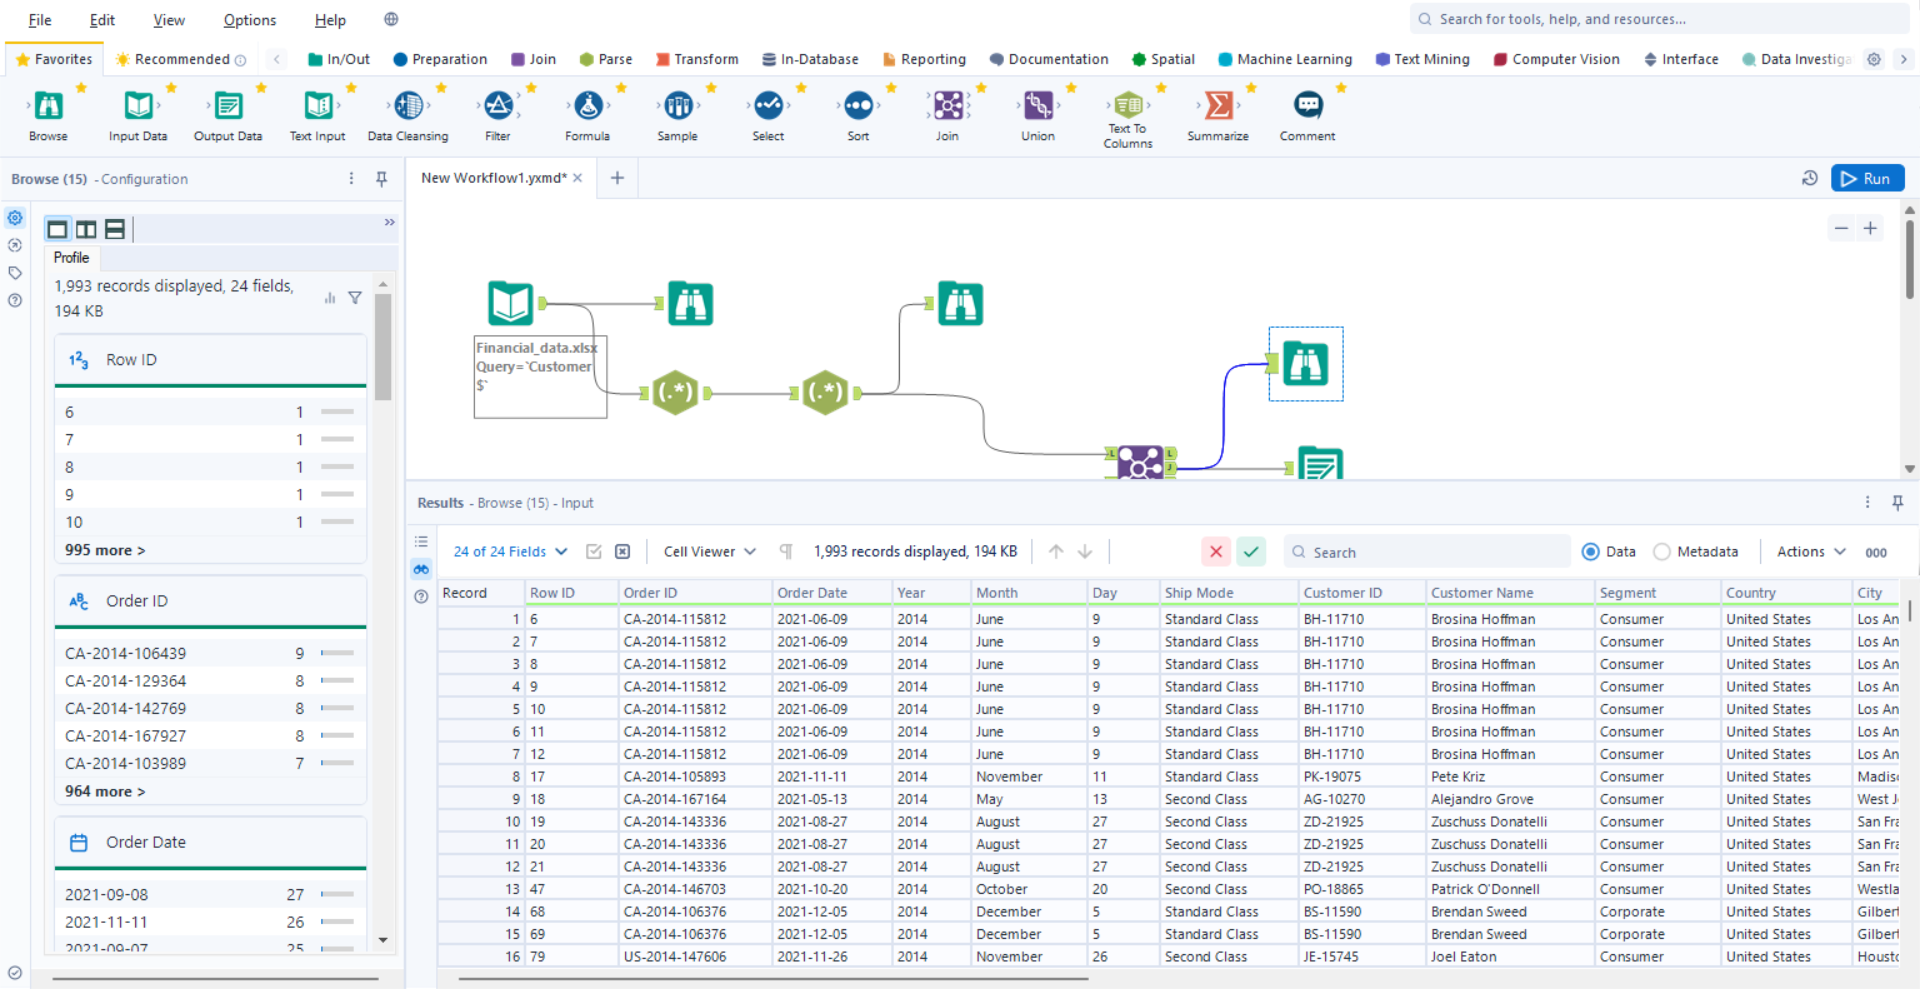 File Edit View Options Help
Search for tools, help, and resources...
Favorites Recommended In/Out Preparation Join Parse Transform In-Database Reporting Documentation Spatial Machine Learning Text Mining Computer Vision Interface Data Investiga
Browse Input Data Output Data Text Input Data Cleansing Filter Formula Sample Select Sort Join Union Text To Columns Summarize Comment
Browse (15) - Configuration
New Workflow1.yxmd*
Run
Profile
1,993 records displayed, 24 fields,
194 KB
Row ID
6 1
7 1
8 1
9 1
10 1
995 more >
Order ID
CA-2014-106439 9
CA-2014-129364 8
CA-2014-142769 8
CA-2014-167927 8
CA-2014-103989 7
964 more >
Order Date
2021-09-08 27
2021-11-11 26
2021-09-07 25
Financial_data.xlsx
Query=`Customer
$`
(.*) (.*)
L L
J
Results - Browse (15) - Input
24 of 24 Fields Cell Viewer 1,993 records displayed, 194 KB Search Data Metadata Actions 000
Record Row ID Order ID Order Date Year Month Day Ship Mode Customer ID Customer Name Segment Country City
1 6 CA-2014-115812 2021-06-09 2014 June 9 Standard Class BH-11710 Brosina Hoffman Consumer United States Los An
2 7 CA-2014-115812 2021-06-09 2014 June 9 Standard Class BH-11710 Brosina Hoffman Consumer United States Los An
3 8 CA-2014-115812 2021-06-09 2014 June 9 Standard Class BH-11710 Brosina Hoffman Consumer United States Los An
4 9 CA-2014-115812 2021-06-09 2014 June 9 Standard Class BH-11710 Brosina Hoffman Consumer United States Los An
5 10 CA-2014-115812 2021-06-09 2014 June 9 Standard Class BH-11710 Brosina Hoffman Consumer United States Los An
6 11 CA-2014-115812 2021-06-09 2014 June 9 Standard Class BH-11710 Brosina Hoffman Consumer United States Los An
7 12 CA-2014-115812 2021-06-09 2014 June 9 Standard Class BH-11710 Brosina Hoffman Consumer United States Los An
8 17 CA-2014-105893 2021-11-11 2014 November 11 Standard Class PK-19075 Pete Kriz Consumer United States Madis
9 18 CA-2014-167164 2021-05-13 2014 May 13 Second Class AG-10270 Alejandro Grove Consumer United States West J
10 19 CA-2014-143336 2021-08-27 2014 August 27 Second Class ZD-21925 Zuschuss Donatelli Consumer United States San Fra
11 20 CA-2014-143336 2021-08-27 2014 August 27 Second Class ZD-21925 Zuschuss Donatelli Consumer United States San Fra
12 21 CA-2014-143336 2021-08-27 2014 August 27 Second Class ZD-21925 Zuschuss Donatelli Consumer United States San Fra
13 47 CA-2014-146703 2021-10-20 2014 October 20 Second Class PO-18865 Patrick O'Donnell Consumer United States Westla
14 68 CA-2014-106376 2021-12-05 2014 December 5 Standard Class BS-11590 Brendan Sweed Corporate United States Gilbert
15 69 CA-2014-106376 2021-12-05 2014 December 5 Standard Class BS-11590 Brendan Sweed Corporate United States Gilbert
16 79 US-2014-147606 2021-11-26 2014 November 26 Second Class JE-15745 Joel Eaton Consumer United States Housto